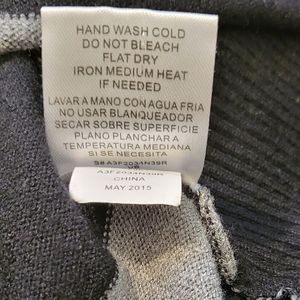 HAND WASH COLD
DO NOT BLEACH
FLAT DRY
IRON MEDIUM HEAT
IF NEEDED
LAVAR A MANO CON AGUA FRIA
NO USAR BLANQUEADOR
SECAR SOBRE SUPERFICIE
PLANO PLANCHAR A
TEMPERATURA MEDIANA
SI SE NECESITA
A3F2034N39R
CHINA
MAY 2015